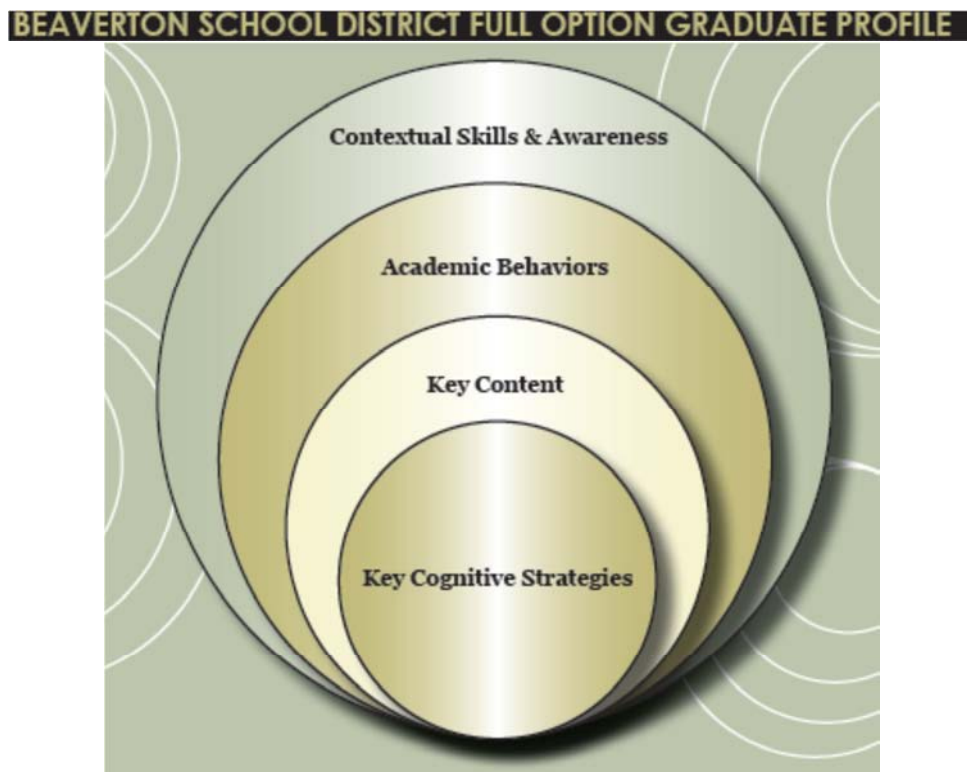 BEAVERTON SCHOOL DISTRICT FULL OPTION GRADUATE PROFILE
Contextual Skills & Awareness
Academic Behaviors
Key Content
Key Cognitive Strategies